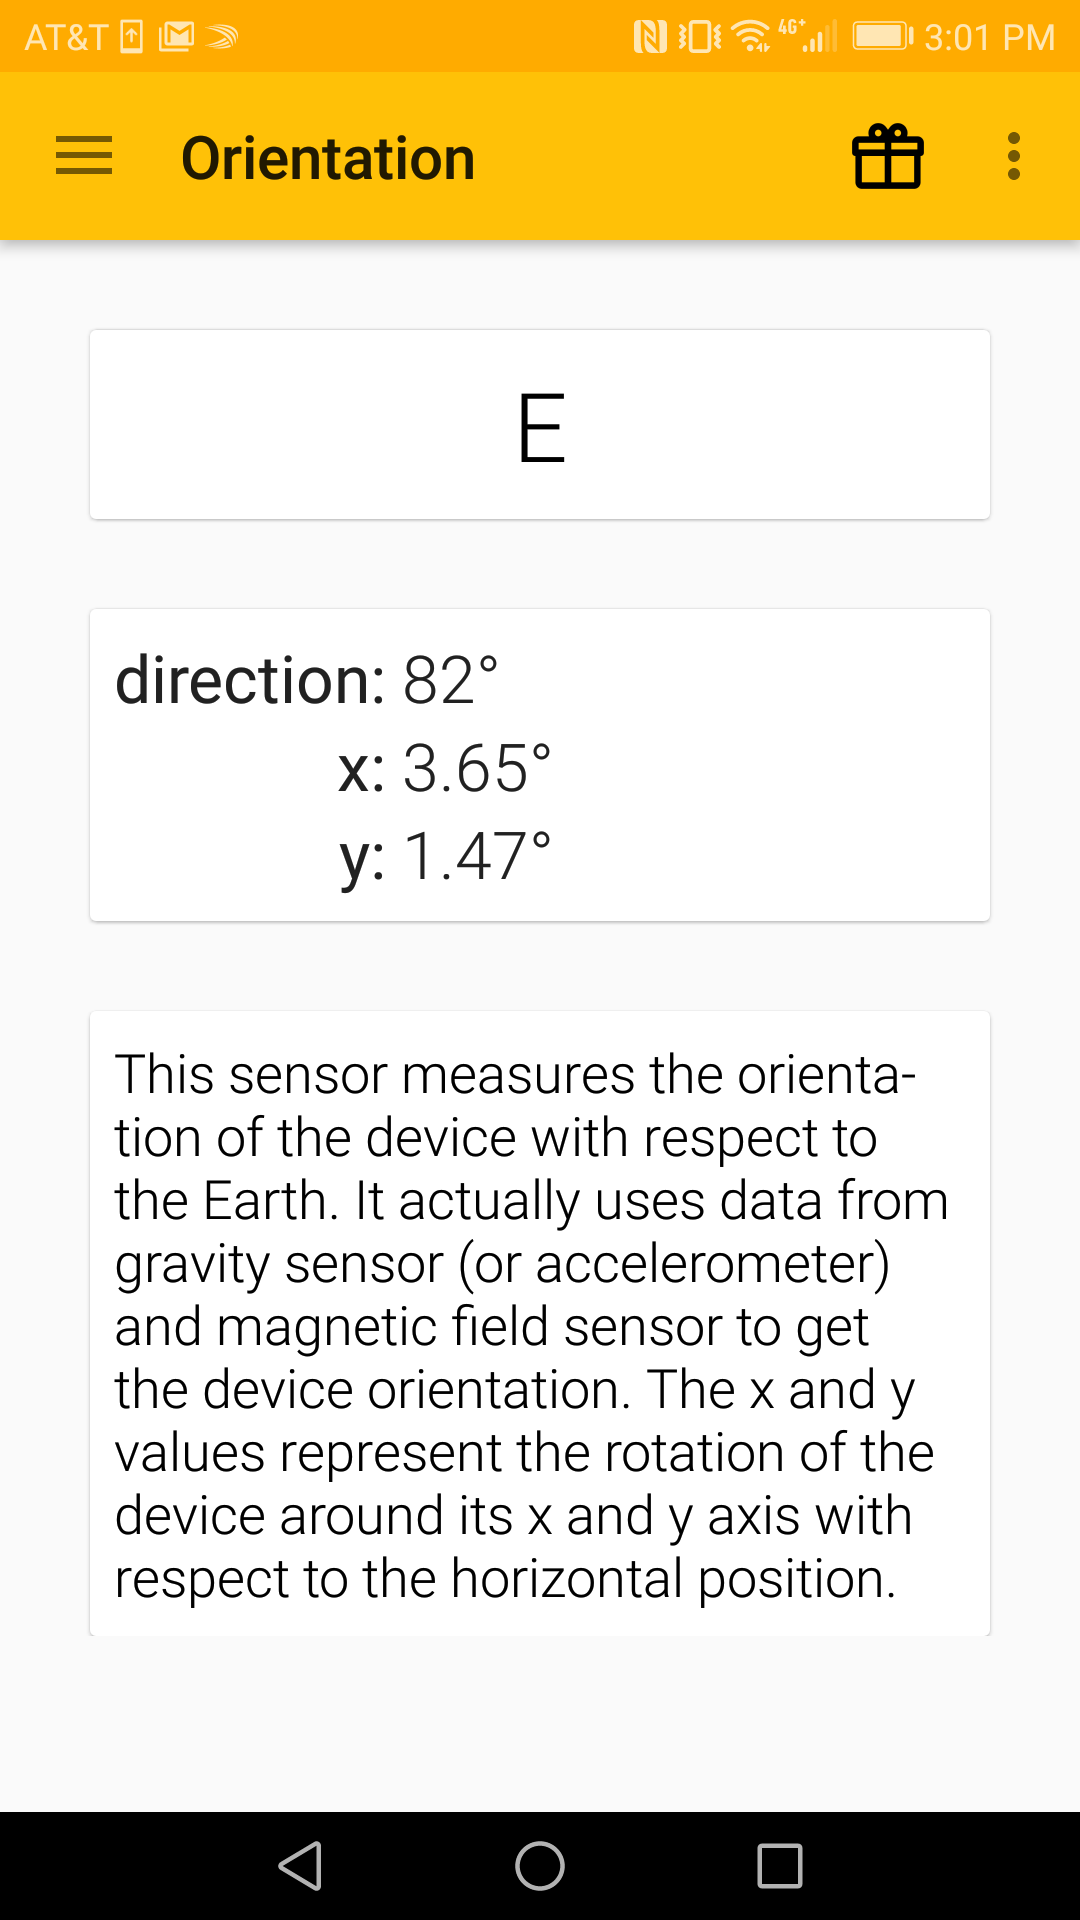 AT&T 4G+ 3:01 PM
Orientation
E
direction: 82°
x: 3.65°
y: 1.47°
This sensor measures the orienta-
tion of the device with respect to
the Earth. It actually uses data from
gravity sensor (or accelerometer)
and magnetic field sensor to get
the device orientation. The x and y
values represent the rotation of the
device around its x and y axis with
respect to the horizontal position.